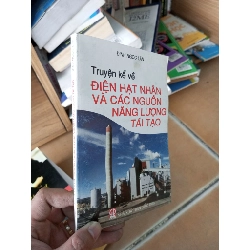 Truyện kể về
ĐIỆN HẠT NHÂN
VÀ CÁC NGUỒN
NĂNG LƯỢNG
TÁI TẠO